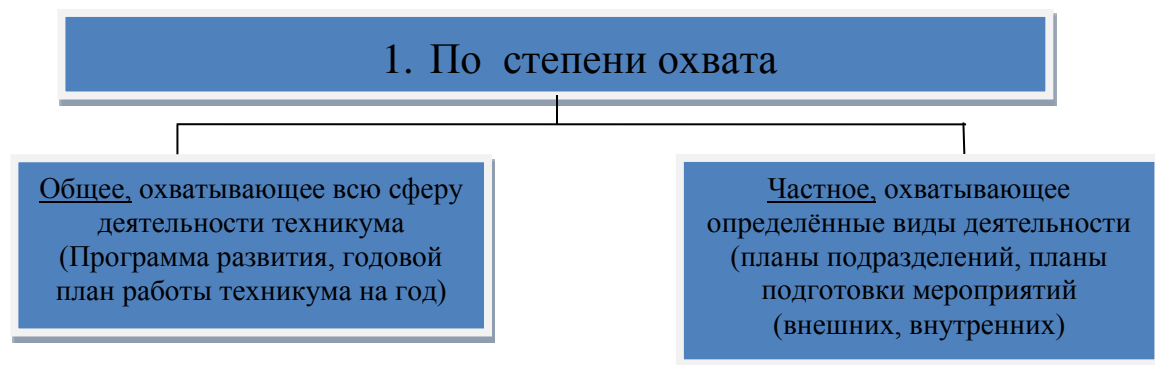 1. По степени охвата
Общее, охватывающее всю сферу
деятельности техникума
(Программа развития, годовой
план работы техникума на год)
Частное, охватывающее
определённые виды деятельности
(планы подразделений, планы
подготовки мероприятий
(внешних, внутренних)